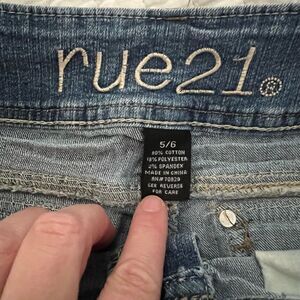 rue21®
5/6
80% COTTON
18% POLYESTER
2% SPANDEX
MADE IN CHINA
RN# 70829
SEE REVERSE
FOR CARE